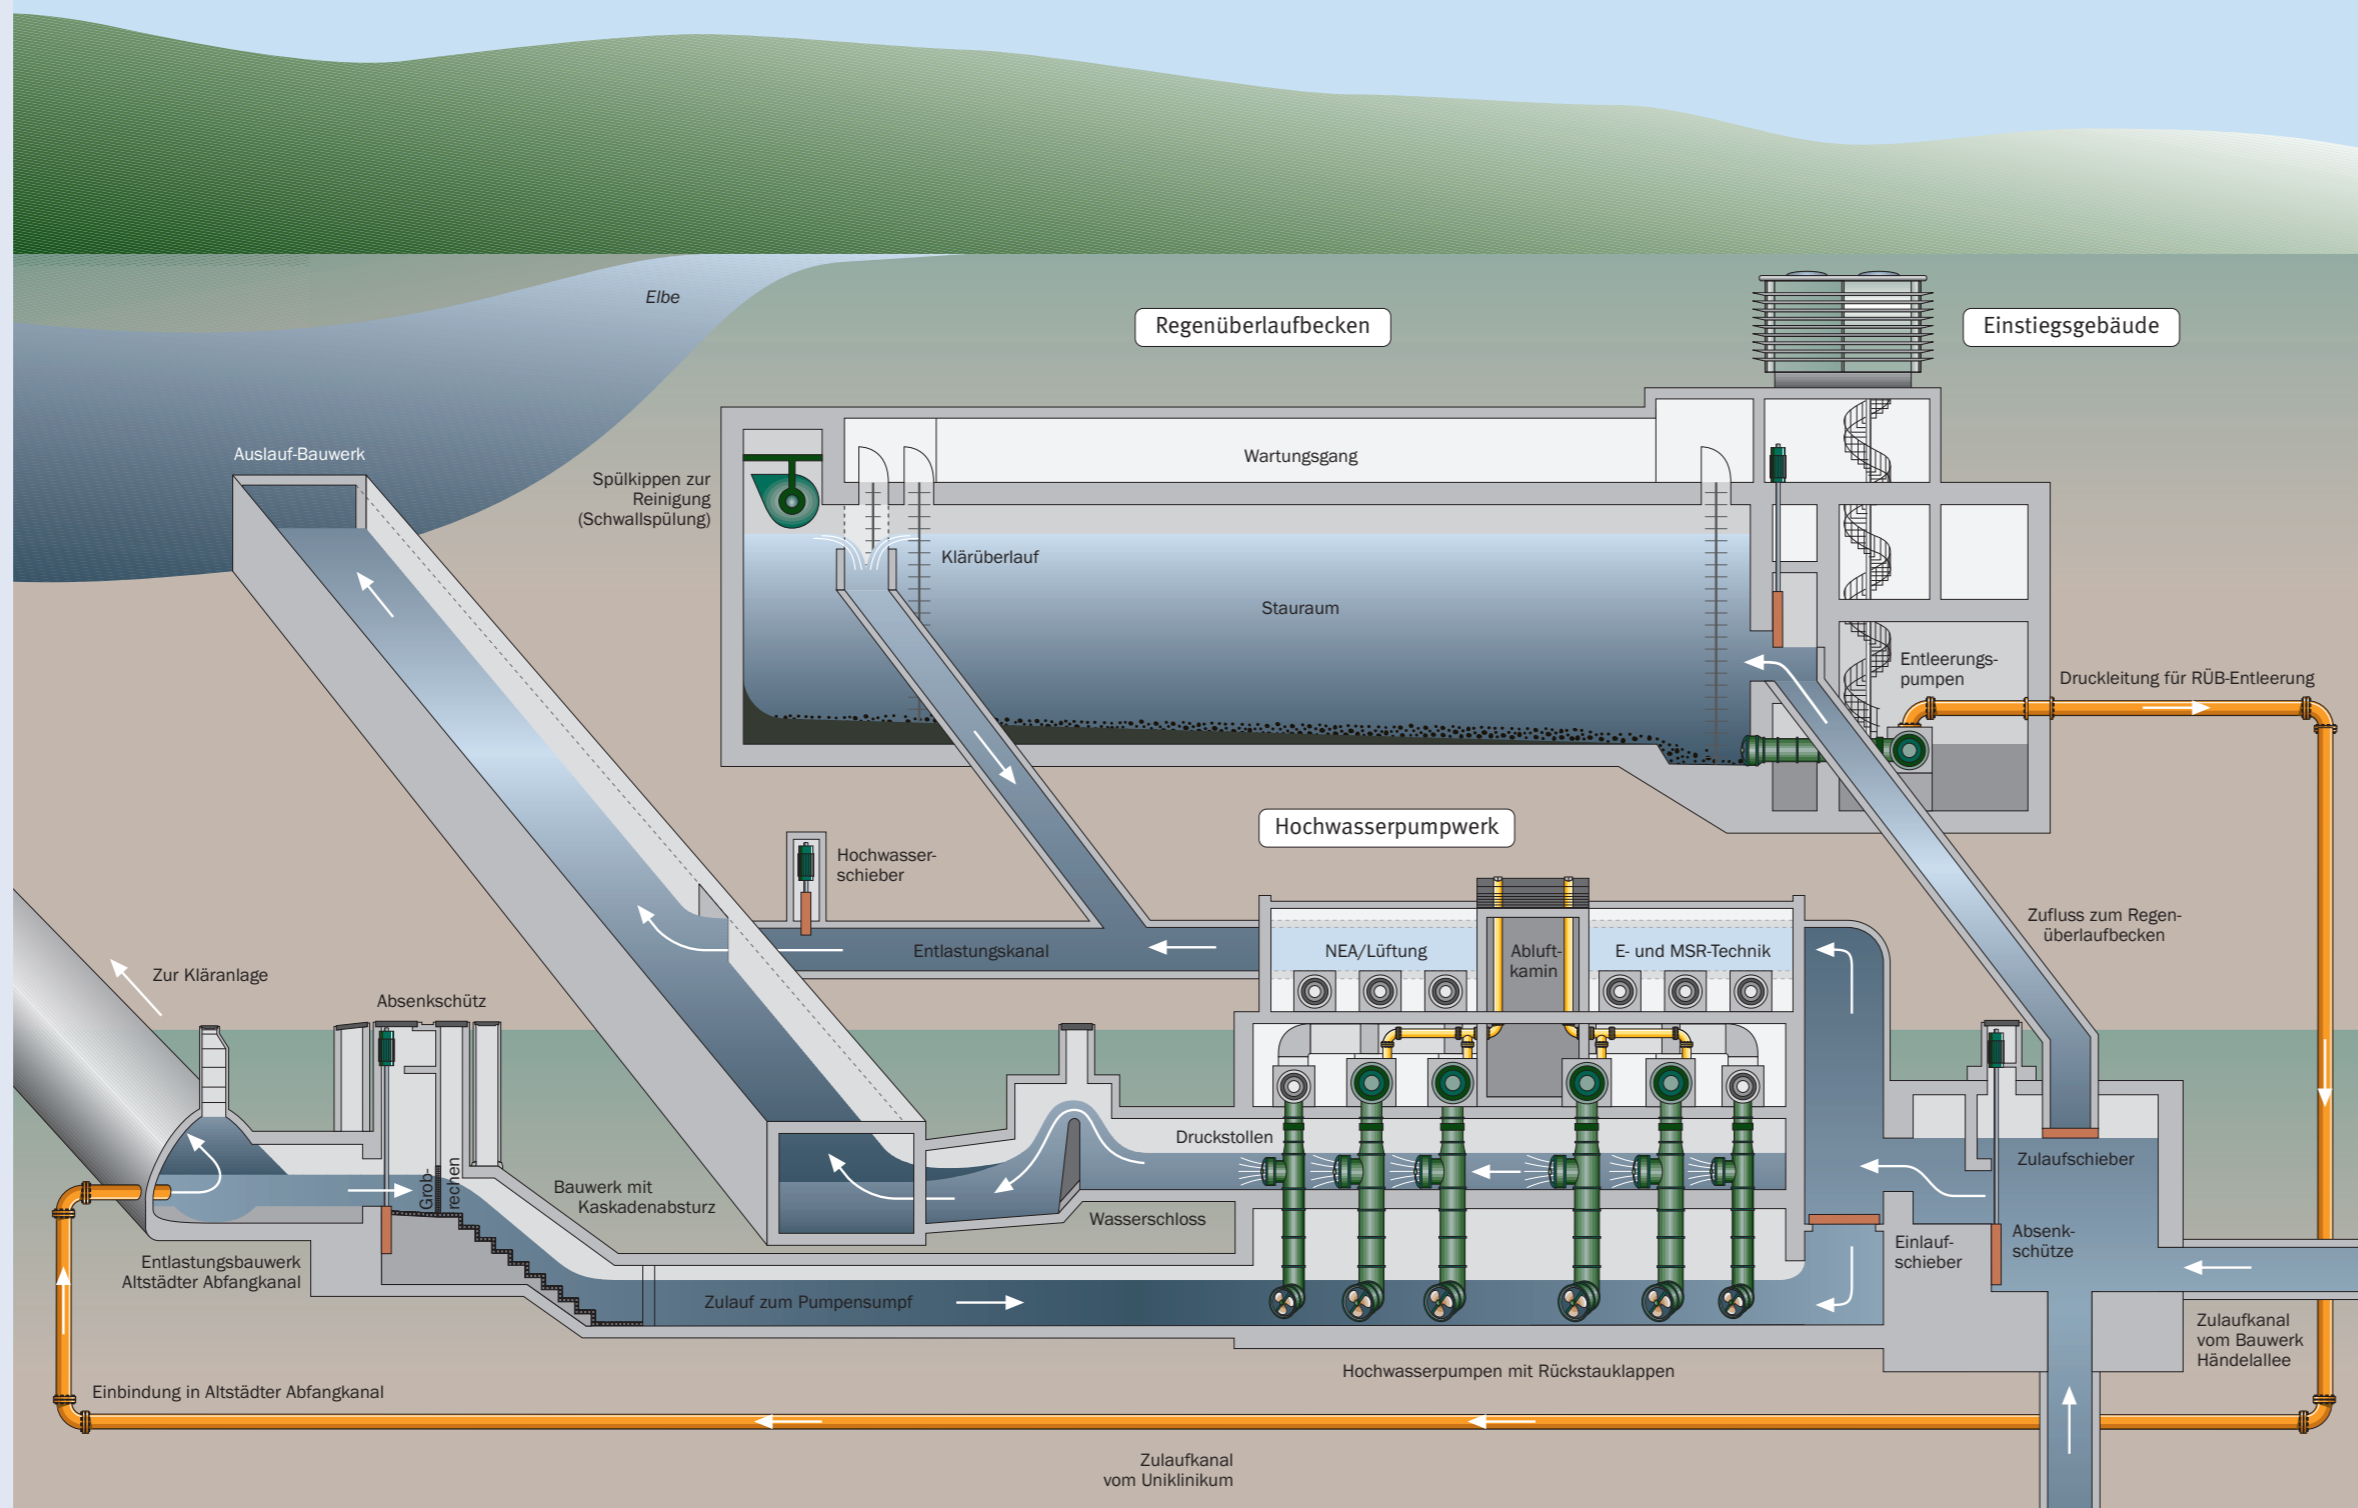 Elbe
Regenüberlaufbecken
Einstiegsgebäude
Auslauf-Bauwerk
Wartungsgang
Spülkippen zur
Reinigung
(Schwallspülung)
Klärüberlauf
Stauraum
Entleerungs-
pumpen
Druckleitung für RÜB-Entleerung
Hochwasserpumpwerk
Hochwasser-
schieber
Zufluss zum Regen-
überlaufbecken
Entlastungskanal
NEA/Lüftung
Abluft-
kamin
E- und MSR-Technik
Zur Kläranlage
Absenkschütz
Druckstollen
Zulaufschieber
Grob-
rechen
Bauwerk mit
Kaskadenabsturz
Wasserschloss
Einlauf-
schieber
Absenk-
schütze
Entlastungsbauwerk
Altstädter Abfangkanal
Zulauf zum Pumpensumpf
Zulaufkanal
vom Bauwerk
Händelallee
Hochwasserpumpen mit Rückstauklappen
Einbindung in Altstädter Abfangkanal
Zulaufkanal
vom Uniklinikum